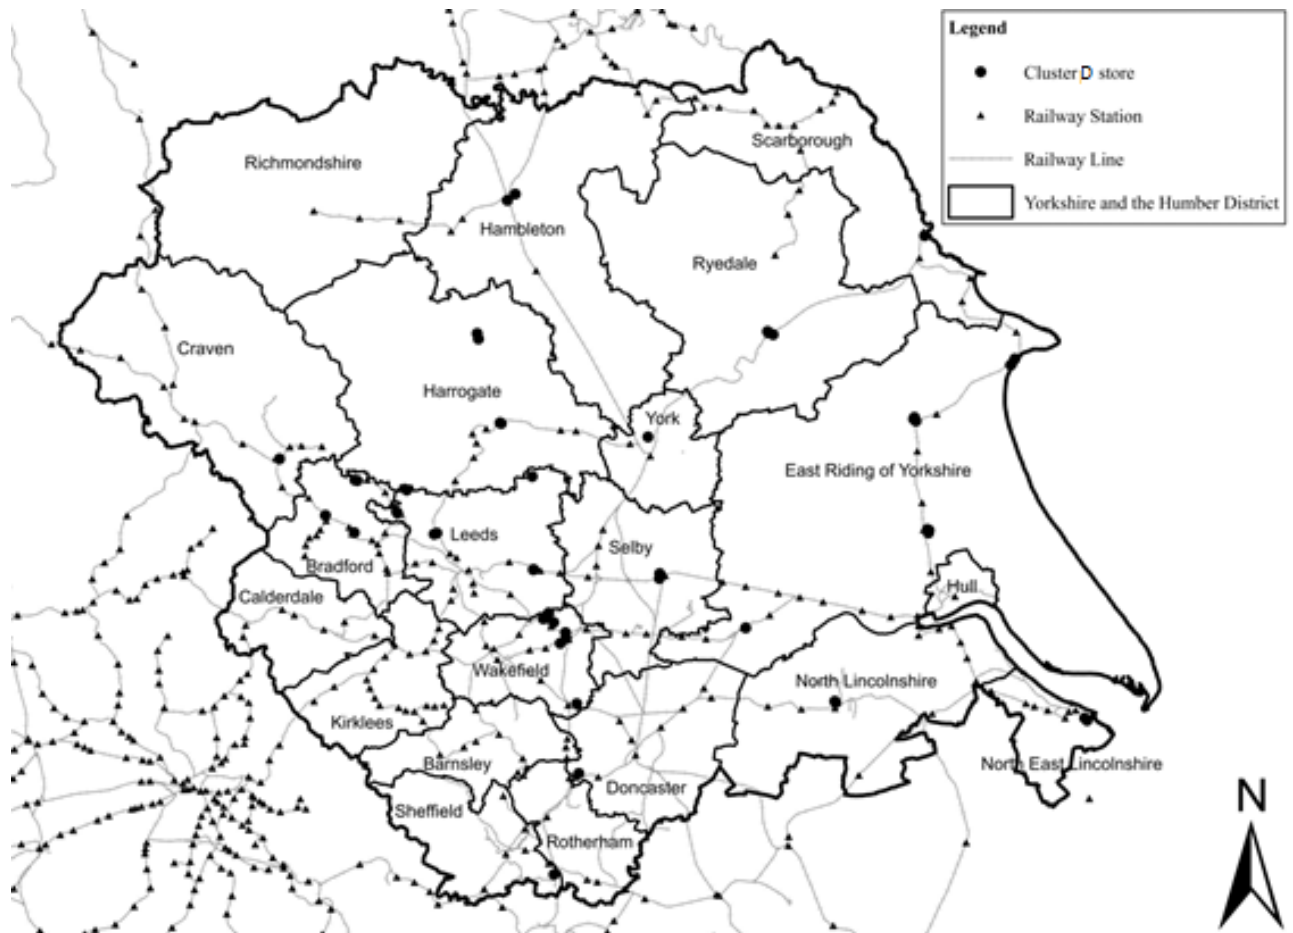 Legend
Cluster D store
Railway Station
Railway Line
Yorkshire and the Humber District
Scarborough
Richmondshire
Hambleton
Ryedale
Craven
Harrogate
York
East Riding of Yorkshire
Leeds
Selby
Bradford
Hull
Calderdale
Wakefield
North Lincolnshire
Kirklees
Barnsley
North East Lincolnshire
Doncaster
Sheffield
Rotherham
N